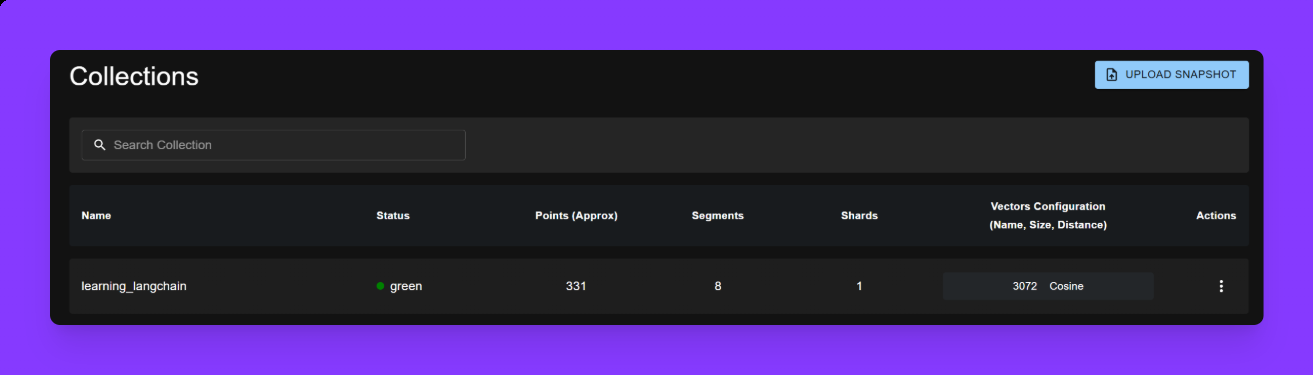 Collections
UPLOAD SNAPSHOT
Search Collection
Name Status Points (Approx) Segments Shards Vectors Configuration (Name, Size, Distance) Actions
learning_langchain green 331 8 1 3072 Cosine